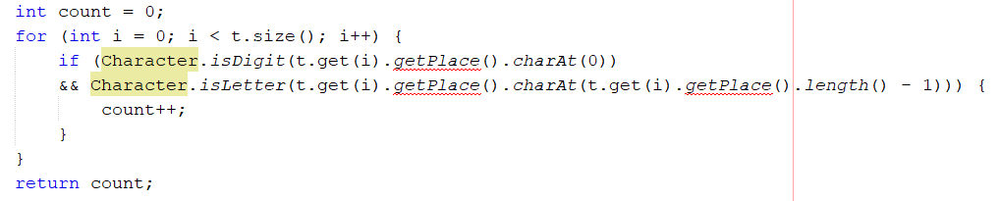 int count = 0;
for (int i = 0; i < t.size(); i++) {
    if (Character.isDigit(t.get(i).getPlace().charAt(0))
    && Character.isLetter(t.get(i).getPlace().charAt(t.get(i).getPlace().length() - 1))) {
        count++;
    }
}
return count;